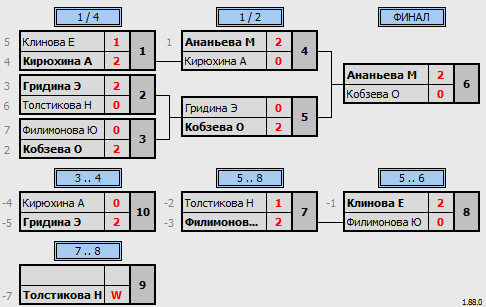 1 / 4
1 / 2
ФИНАЛ
5 Клинова Е 1
4 Кирюхина А 2
1
1 Ананьева М 2
Кирюхина А 0
4
3 Гридина Э 2
6 Толстикова Н 0
2
Ананьева М 2
Кобзева О 0
6
7 Филимонова Ю 0
2 Кобзева О 2
3
Гридина Э 0
Кобзева О 2
5
3 .. 4
5 .. 8
5 .. 6
-4 Кирюхина А 0
-5 Гридина Э 2
10
-2 Толстикова Н 1
-3 Филимонов... 2
7
-1 Клинова Е 2
Филимонова Ю 0
8
7 .. 8
-7 Толстикова Н W
9
1.88.0